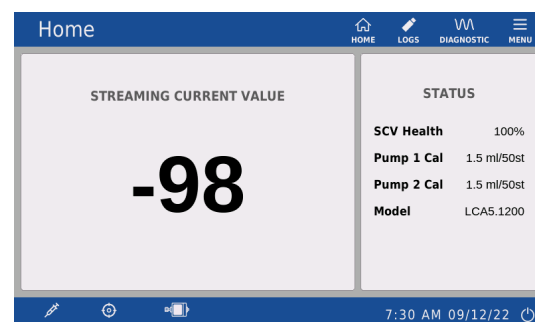 Home
HOME LOGS DIAGNOSTIC MENU
STREAMING CURRENT VALUE
-98
STATUS
SCV Health 100%
Pump 1 Cal 1.5 ml/50st
Pump 2 Cal 1.5 ml/50st
Model LCA5.1200
7:30 AM 09/12/22